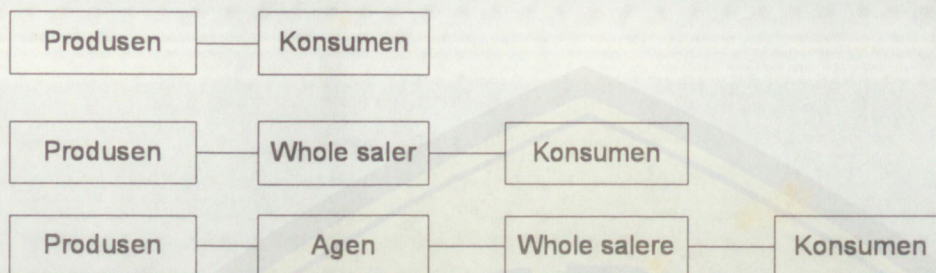 Produsen Konsumen
Produsen Whole saler Konsumen
Produsen Agen Whole salere Konsumen